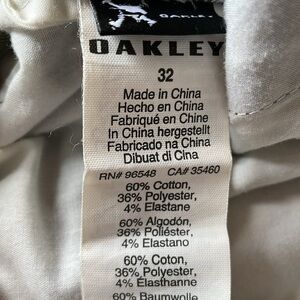 OAKLEY
OAKLEY
32
Made in China
Hecho en China
Fabriqué en Chine
In China hergestellt
Fabricado na China
Dibuat di Cina
RN# 96548 CA# 35460
60% Cotton,
36% Polyester,
4% Elastane
60% Algodón,
36% Poliéster,
4% Elastano
60% Coton,
36% Polyester,
4% Élasthanne
60% Baumwolle